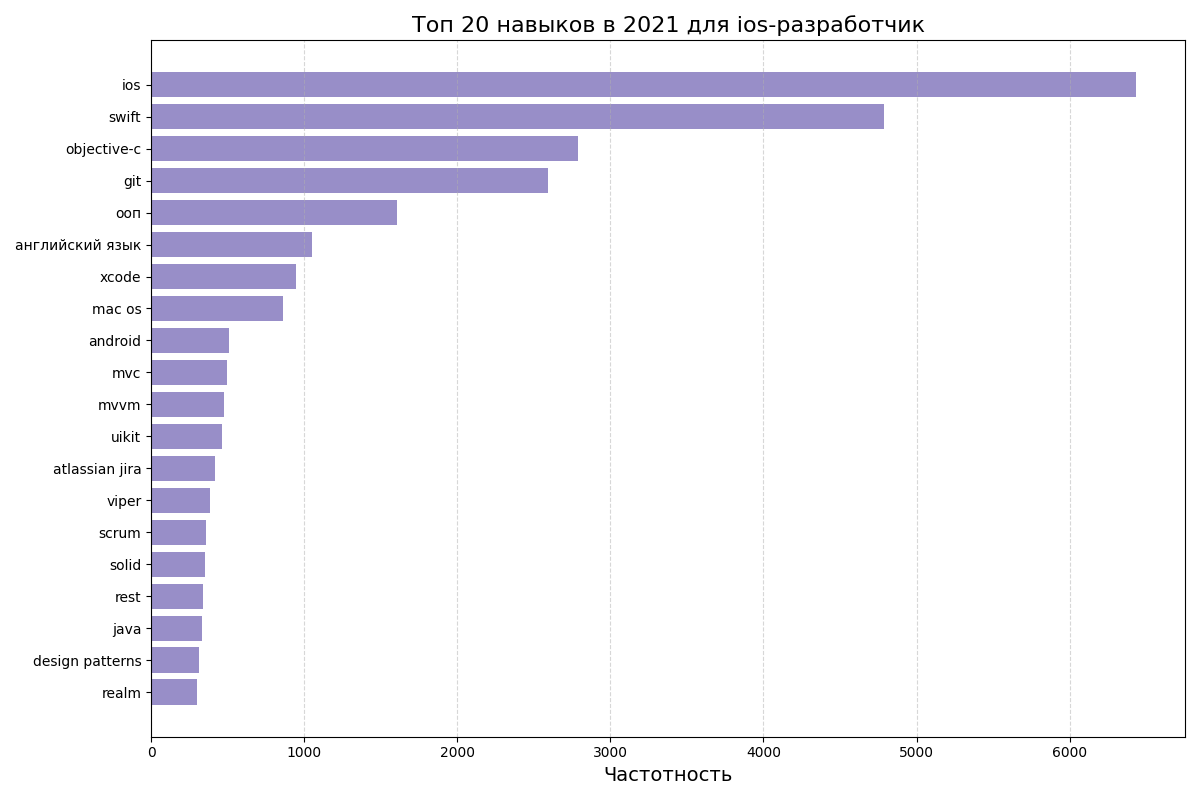 Топ 20 навыков в 2021 для ios-разработчик
ios
swift
objective-c
git
ооп
английский язык
xcode
mac os
android
mvc
mvvm
uikit
atlassian jira
viper
scrum
solid
rest
java
design patterns
realm
0 1000 2000 3000 4000 5000 6000
Частотность